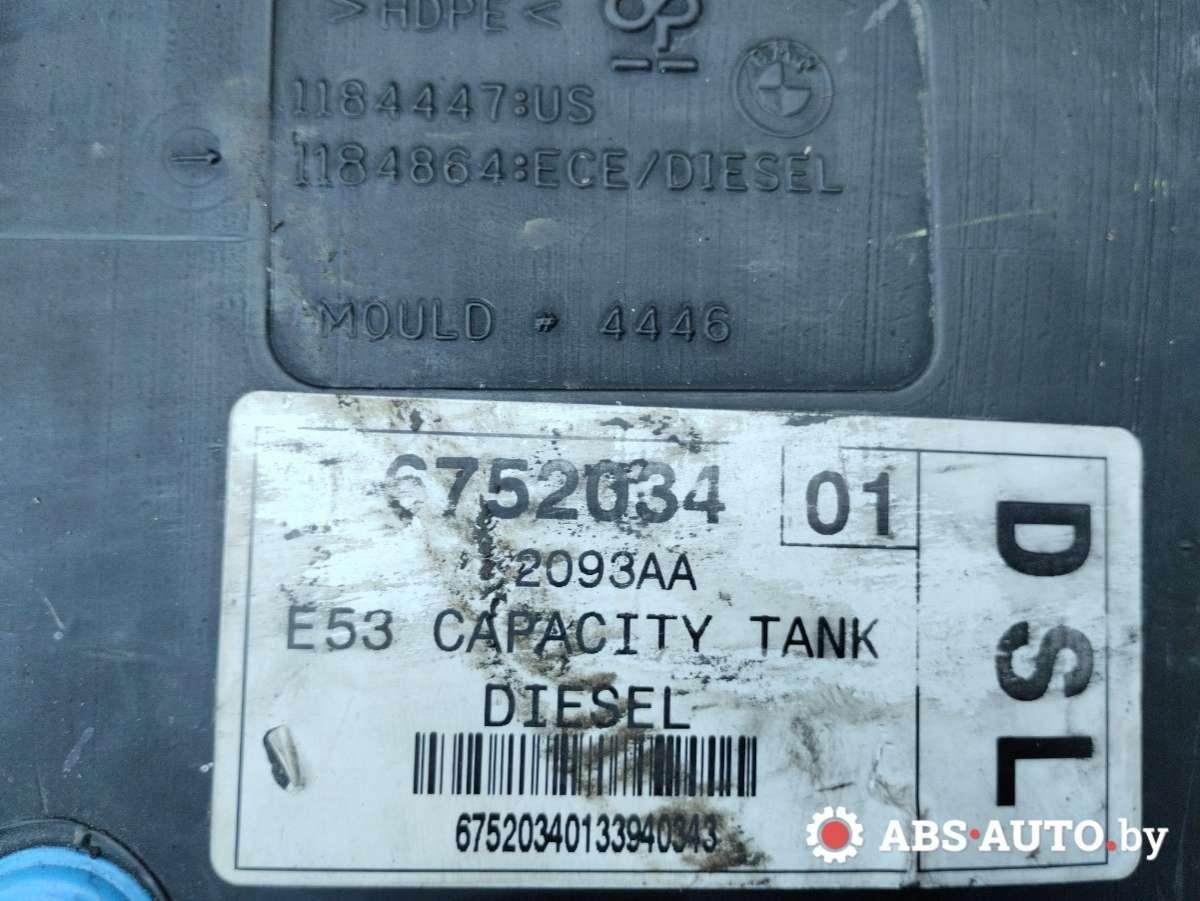 >HDPE<
1184447:US
1184864:ECE/DIESEL
MOULD # 4446
6752034 01
2093AA
E53 CAPACITY TANK
DIESEL
67520340133940343
DSL
ABS-AUTO.by